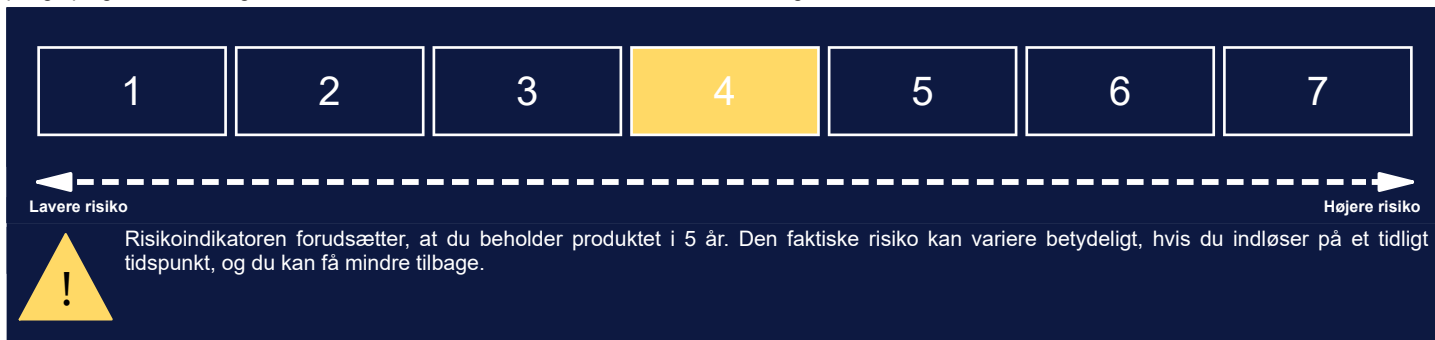 1 2 3 4 5 6 7
Lavere risiko Højere risiko
Risikoindikatoren forudsætter, at du beholder produktet i 5 år. Den faktiske risiko kan variere betydeligt, hvis du indløser på et tidligt
tidspunkt, og du kan få mindre tilbage.
!